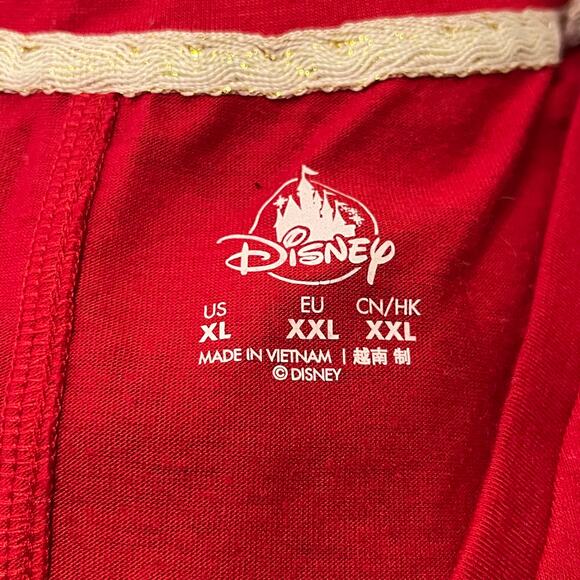 Disney
US EU CN/HK
XL XXL XXL
MADE IN VIETNAM | 越南 制
© DISNEY